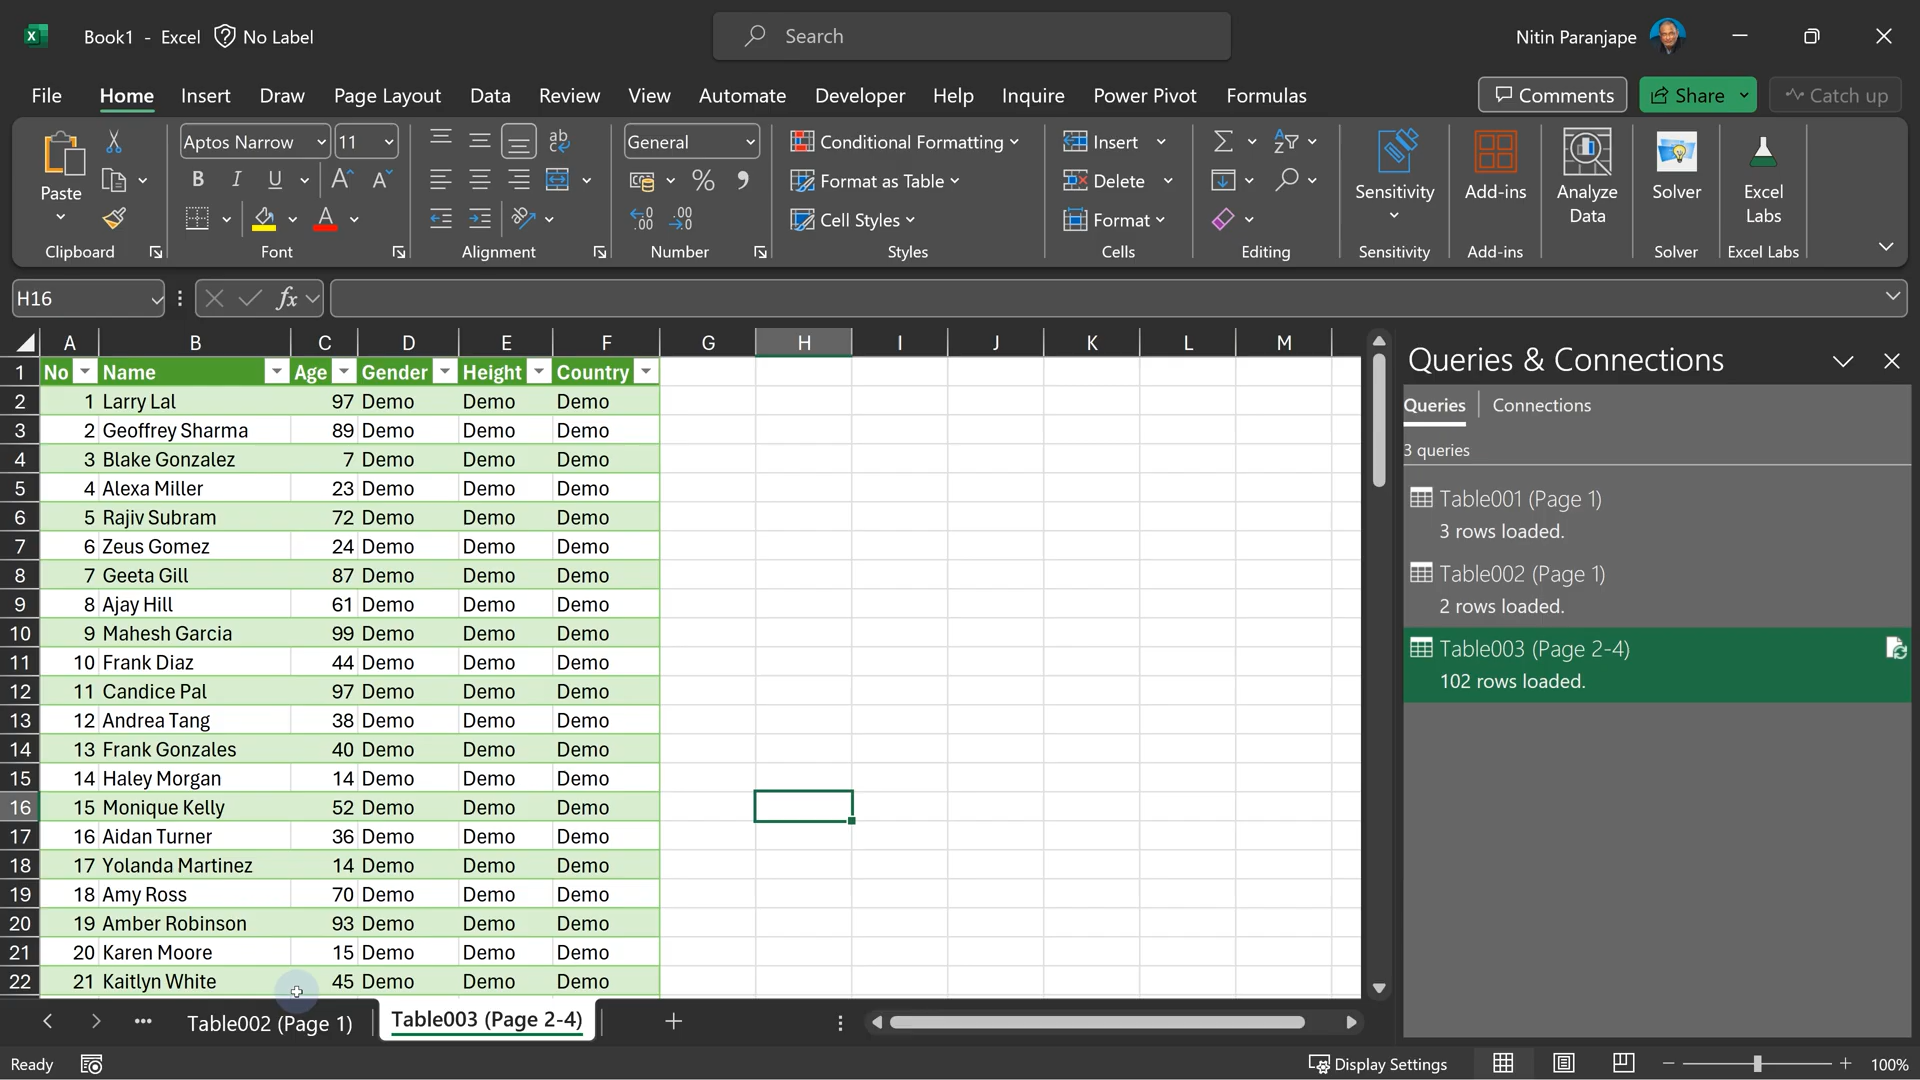 Book1 - Excel No Label Search Nitin Paranjape
File Home Insert Draw Page Layout Data Review View Automate Developer Help Inquire Power Pivot Formulas Comments Share Catch up
Paste Aptos Narrow 11 General Conditional Formatting Insert Sensitivity Add-ins Analyze Data Solver Excel Labs
B I U A A % Format as Table Delete
A Cell Styles Format
Clipboard Font Alignment Number Styles Cells Editing Sensitivity Add-ins Solver Excel Labs
H16 fx
A B C D E F G H I J K L M
1 No Name Age Gender Height Country
2 1 Larry Lal 97 Demo Demo Demo
3 2 Geoffrey Sharma 89 Demo Demo Demo
4 3 Blake Gonzalez 7 Demo Demo Demo
5 4 Alexa Miller 23 Demo Demo Demo
6 5 Rajiv Subram 72 Demo Demo Demo
7 6 Zeus Gomez 24 Demo Demo Demo
8 7 Geeta Gill 87 Demo Demo Demo
9 8 Ajay Hill 61 Demo Demo Demo
10 9 Mahesh Garcia 99 Demo Demo Demo
11 10 Frank Diaz 44 Demo Demo Demo
12 11 Candice Pal 97 Demo Demo Demo
13 12 Andrea Tang 38 Demo Demo Demo
14 13 Frank Gonzales 40 Demo Demo Demo
15 14 Haley Morgan 14 Demo Demo Demo
16 15 Monique Kelly 52 Demo Demo Demo
17 16 Aidan Turner 36 Demo Demo Demo
18 17 Yolanda Martinez 14 Demo Demo Demo
19 18 Amy Ross 70 Demo Demo Demo
20 19 Amber Robinson 93 Demo Demo Demo
21 20 Karen Moore 15 Demo Demo Demo
22 21 Kaitlyn White 45 Demo Demo Demo
Queries & Connections
Queries Connections
3 queries
Table001 (Page 1)
3 rows loaded.
Table002 (Page 1)
2 rows loaded.
Table003 (Page 2-4)
102 rows loaded.
Table002 (Page 1) Table003 (Page 2-4)
Ready Display Settings 100%